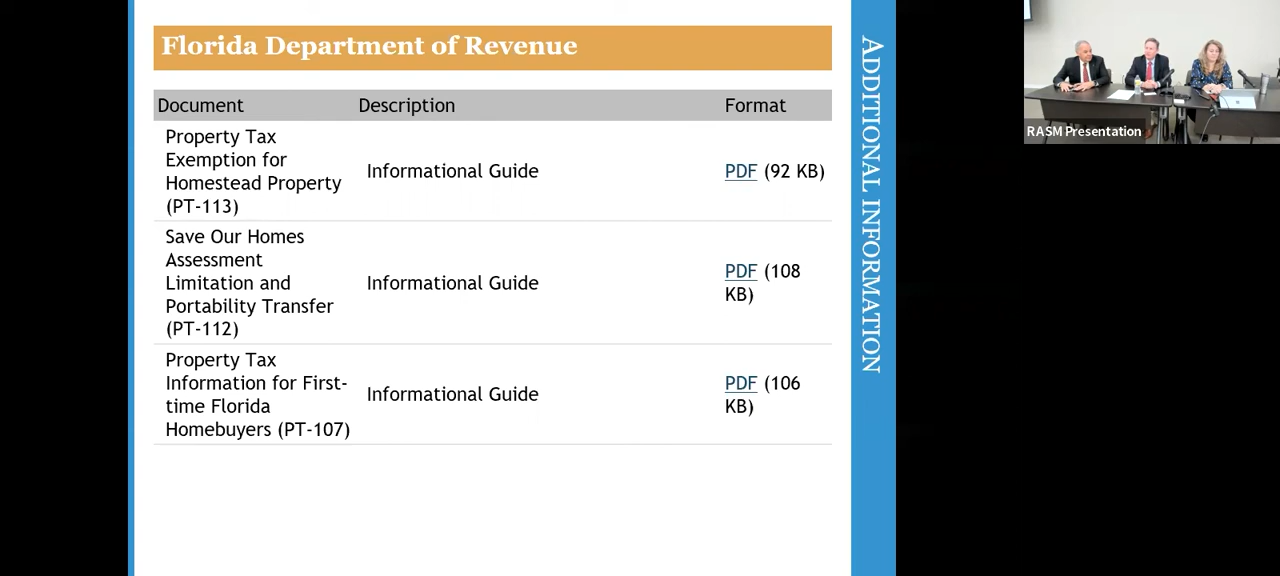 Florida Department of Revenue
Document Description Format
Property Tax
Exemption for
Homestead Property
(PT-113)
Informational Guide
PDF (92 KB)
Save Our Homes
Assessment
Limitation and
Portability Transfer
(PT-112)
Informational Guide
PDF (108
KB)
Property Tax
Information for First-
time Florida
Homebuyers (PT-107)
Informational Guide
PDF (106
KB)
ADDITIONAL INFORMATION
RASM Presentation